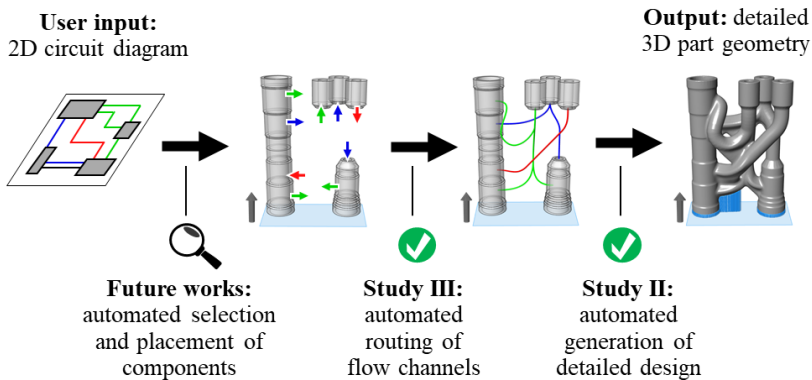 User input:
2D circuit diagram
Output: detailed
3D part geometry
Future works:
automated selection
and placement of
components
Study III:
automated
routing of
flow channels
Study II:
automated
generation of
detailed design